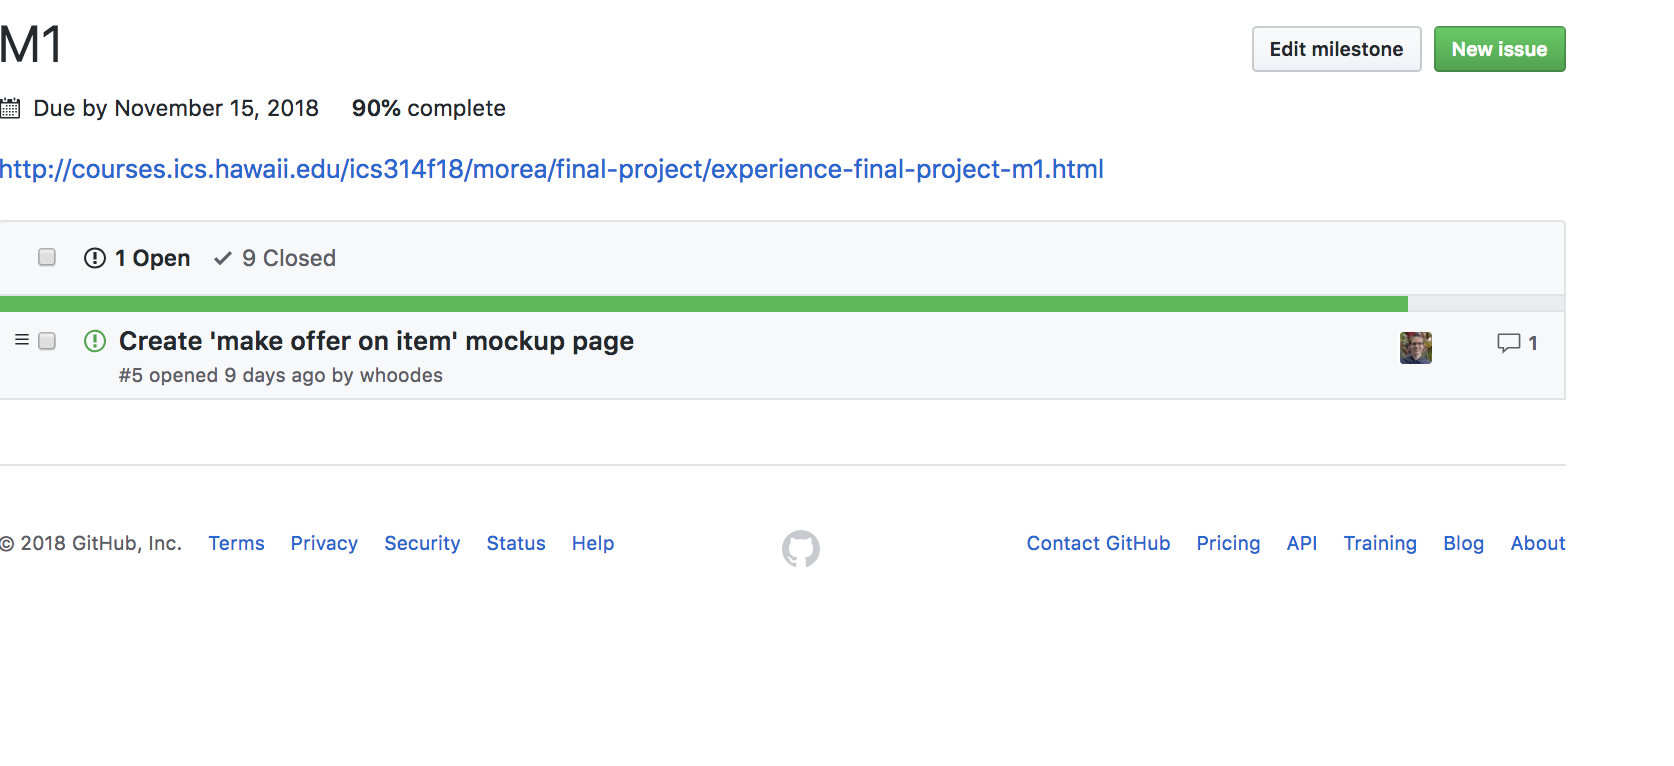 M1
Edit milestone
New issue
Due by November 15, 2018 90% complete
http://courses.ics.hawaii.edu/ics314f18/morea/final-project/experience-final-project-m1.html
1 Open 9 Closed
Create 'make offer on item' mockup page
1
#5 opened 9 days ago by whoodes
© 2018 GitHub, Inc. Terms Privacy Security Status Help Contact GitHub Pricing API Training Blog About